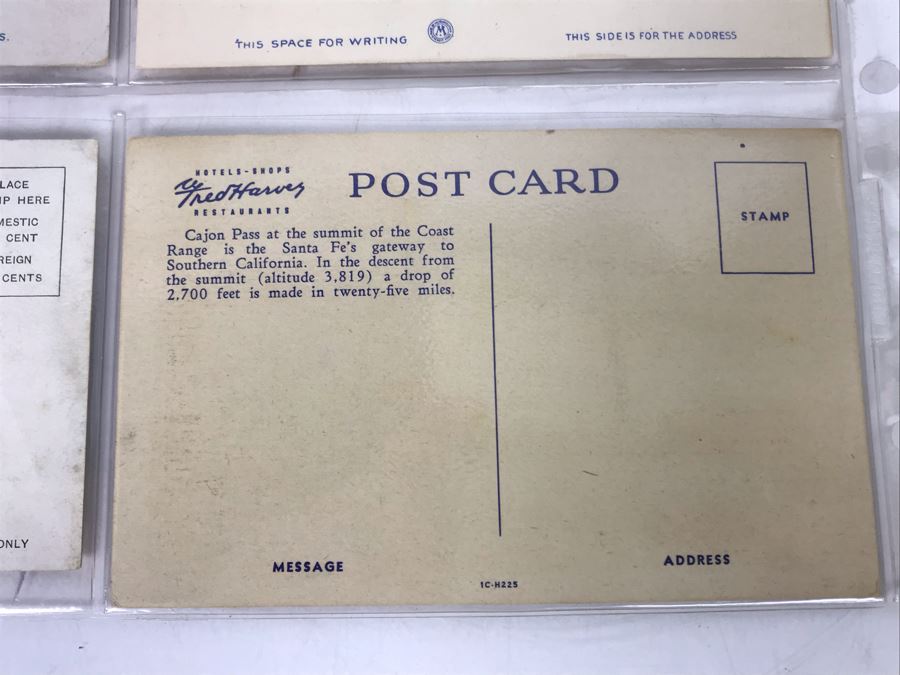 S.
THIS SPACE FOR WRITING
THIS SIDE IS FOR THE ADDRESS
LACE
P HERE
MESTIC
CENT
REIGN
CENTS
ONLY
HOTELS-SHOPS
Fred Harvey
RESTAURANTS
POST CARD
STAMP
Cajon Pass at the summit of the Coast
Range is the Santa Fe's gateway to
Southern California. In the descent from
the summit (altitude 3,819) a drop of
2,700 feet is made in twenty-five miles.
MESSAGE
ADDRESS
1C-H225